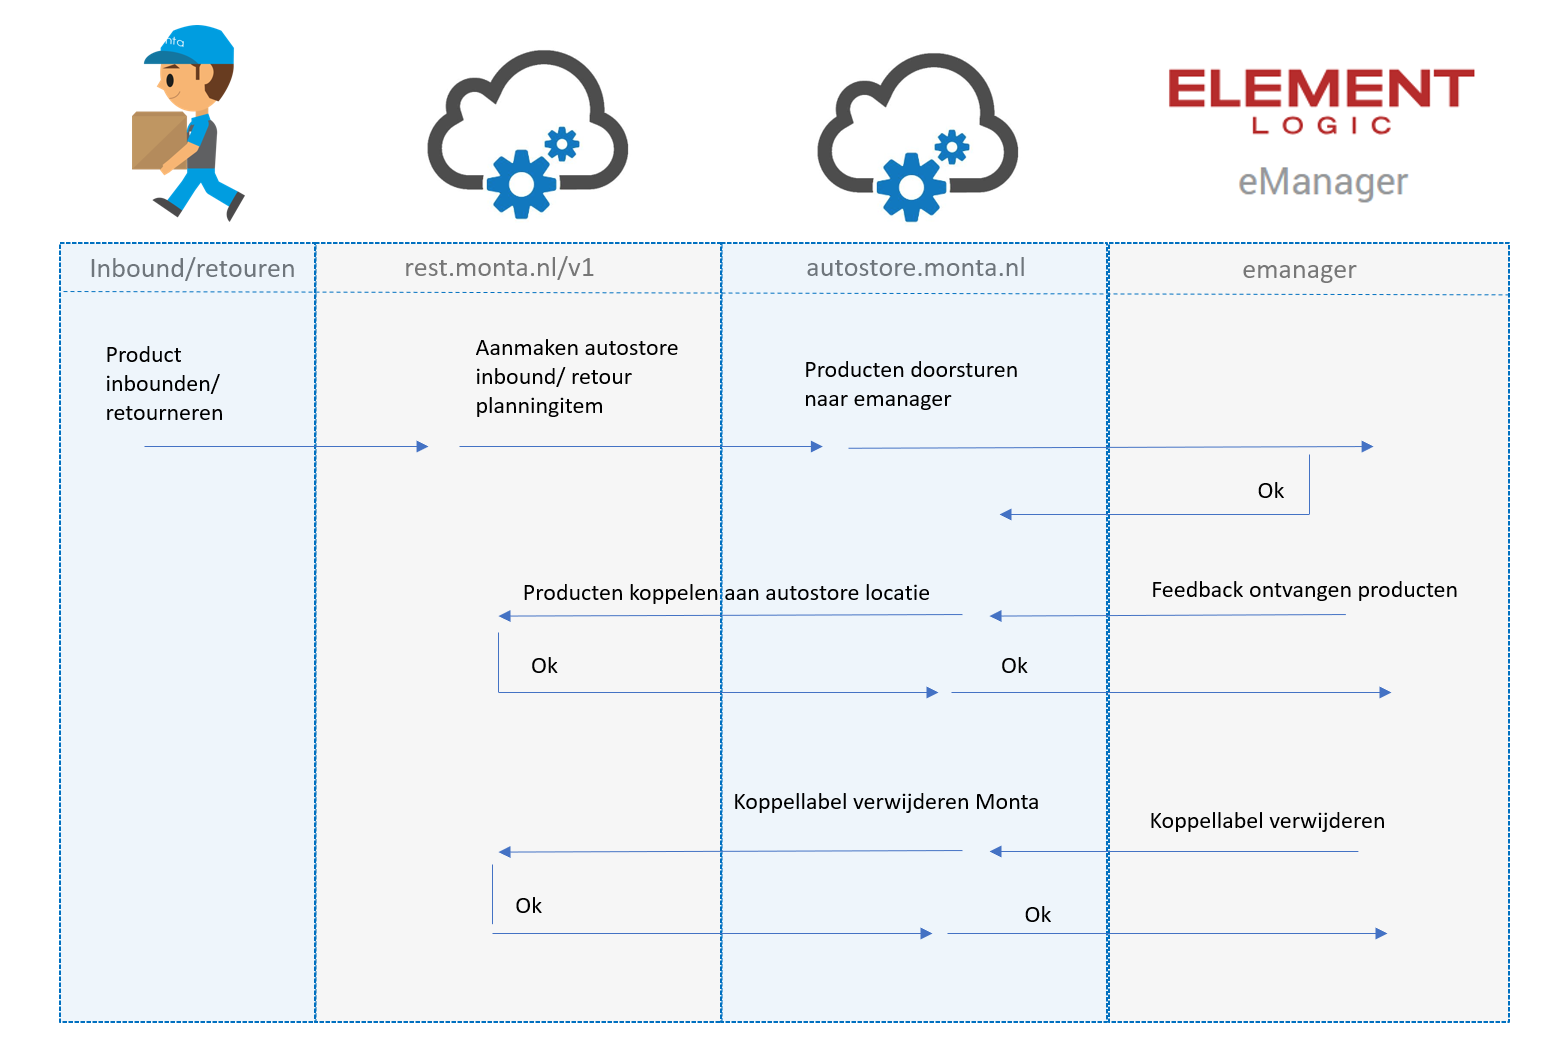 nta
ELEMENT
LOGIC
eManager
Inbound/retouren
rest.monta.nl/v1
autostore.monta.nl
emanager
Product
inbounden/
retourneren
Aanmaken autostore
inbound/ retour
planningitem
Producten doorsturen
naar emanager
Ok
Producten koppelen aan autostore locatie
Feedback ontvangen producten
Ok
Ok
Koppellabel verwijderen Monta
Koppellabel verwijderen
Ok
Ok